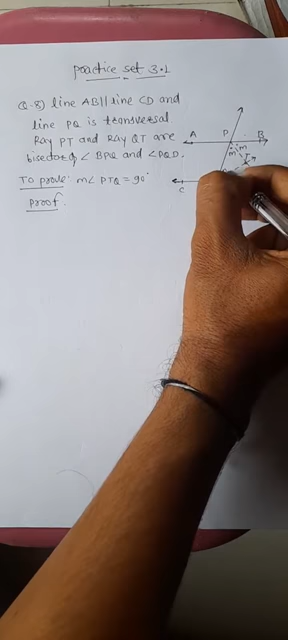 Practice set 3.1
Q.8) line AB || line CD and
line PQ is transversal
Ray PT and RAY QT are
bisector of ∠BPQ and ∠PQD.
To prove: m∠PTQ = 90°
Proof.
A P B
m m
T
C